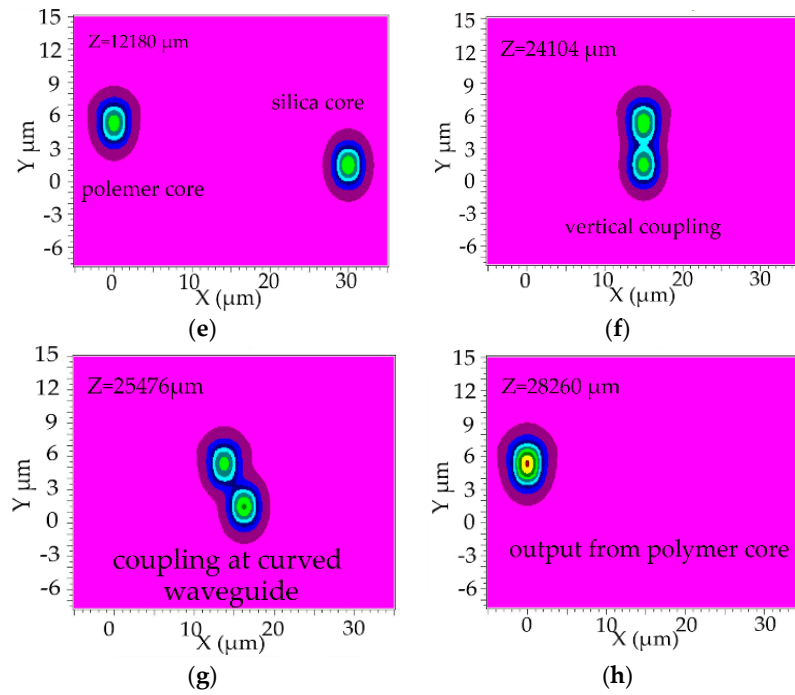 15
12
9
6
3
0
-3
-6
Y μm
Z=12180 μm
silica core
polemer core
0 10 20 30
X (μm)
(e)
15
12
9
6
3
0
-3
-6
Y μm
Z=24104 μm
vertical coupling
0 10 20 30
X (μm)
(f)
15
12
9
6
3
0
-3
-6
Y μm
Z=25476μm
coupling at curved
waveguide
0 10 20 30
X (μm)
(g)
15
12
9
6
3
0
-3
-6
Y μm
Z=28260 μm
output from polymer core
0 10 20 30
X (μm)
(h)